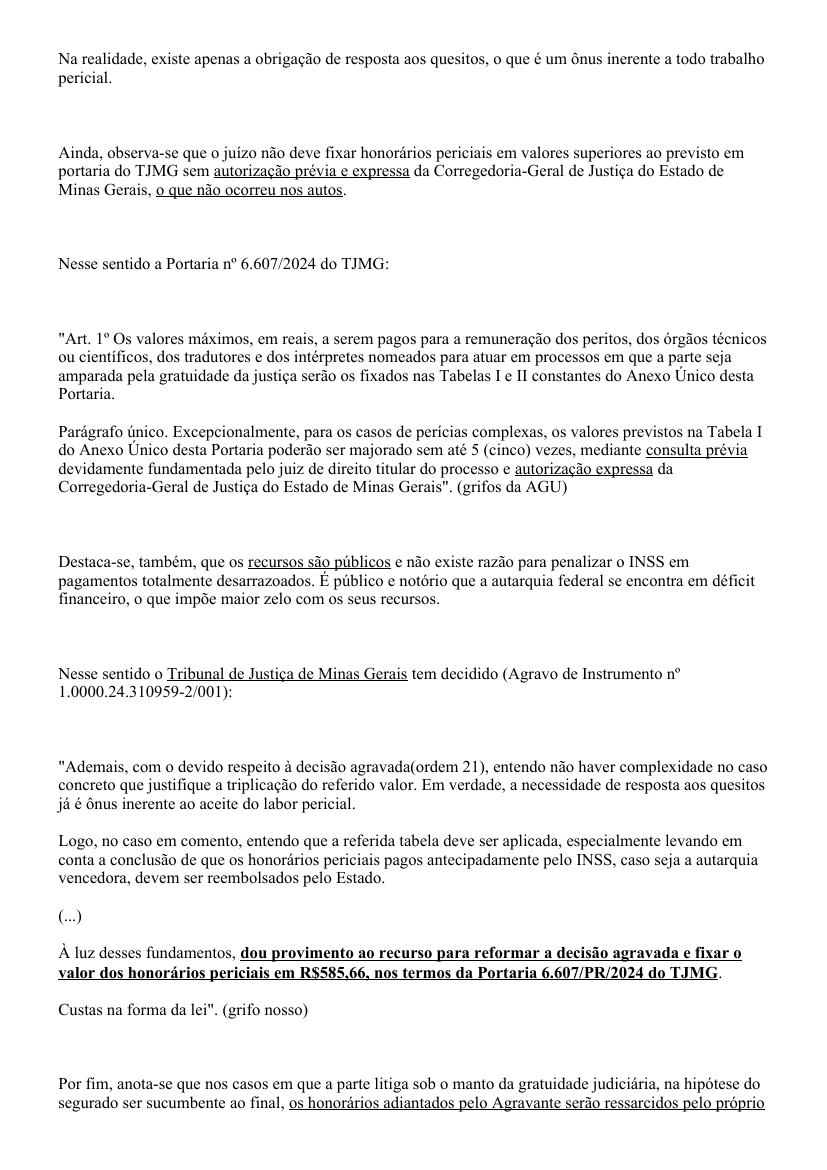 Na realidade, existe apenas a obrigação de resposta aos quesitos, o que é um ônus inerente a todo trabalho
pericial.
Ainda, observa-se que o juízo não deve fixar honorários periciais em valores superiores ao previsto em
portaria do TJMG sem autorização prévia e expressa da Corregedoria-Geral de Justiça do Estado de
Minas Gerais, o que não ocorreu nos autos.
Nesse sentido a Portaria nº 6.607/2024 do TJMG:
"Art. 1º Os valores máximos, em reais, a serem pagos para a remuneração dos peritos, dos órgãos técnicos
ou científicos, dos tradutores e dos intérpretes nomeados para atuar em processos em que a parte seja
amparada pela gratuidade da justiça serão os fixados nas Tabelas I e II constantes do Anexo Único desta
Portaria.
Parágrafo único. Excepcionalmente, para os casos de perícias complexas, os valores previstos na Tabela I
do Anexo Único desta Portaria poderão ser majorado sem até 5 (cinco) vezes, mediante consulta prévia
devidamente fundamentada pelo juiz de direito titular do processo e autorização expressa da
Corregedoria-Geral de Justiça do Estado de Minas Gerais". (grifos da AGU)
Destaca-se, também, que os recursos são públicos e não existe razão para penalizar o INSS em
pagamentos totalmente desarrazoados. É público e notório que a autarquia federal se encontra em déficit
financeiro, o que impõe maior zelo com os seus recursos.
Nesse sentido o Tribunal de Justiça de Minas Gerais tem decidido (Agravo de Instrumento nº
1.0000.24.310959-2/001):
"Ademais, com o devido respeito à decisão agravada(ordem 21), entendo não haver complexidade no caso
concreto que justifique a triplicação do referido valor. Em verdade, a necessidade de resposta aos quesitos
já é ônus inerente ao aceite do labor pericial.
Logo, no caso em comento, entendo que a referida tabela deve ser aplicada, especialmente levando em
conta a conclusão de que os honorários periciais pagos antecipadamente pelo INSS, caso seja a autarquia
vencedora, devem ser reembolsados pelo Estado.
(...)
À luz desses fundamentos, dou provimento ao recurso para reformar a decisão agravada e fixar o
valor dos honorários periciais em R$585,66, nos termos da Portaria 6.607/PR/2024 do TJMG.
Custas na forma da lei". (grifo nosso)
Por fim, anota-se que nos casos em que a parte litiga sob o manto da gratuidade judiciária, na hipótese do
segurado ser sucumbente ao final, os honorários adiantados pelo Agravante serão ressarcidos pelo próprio